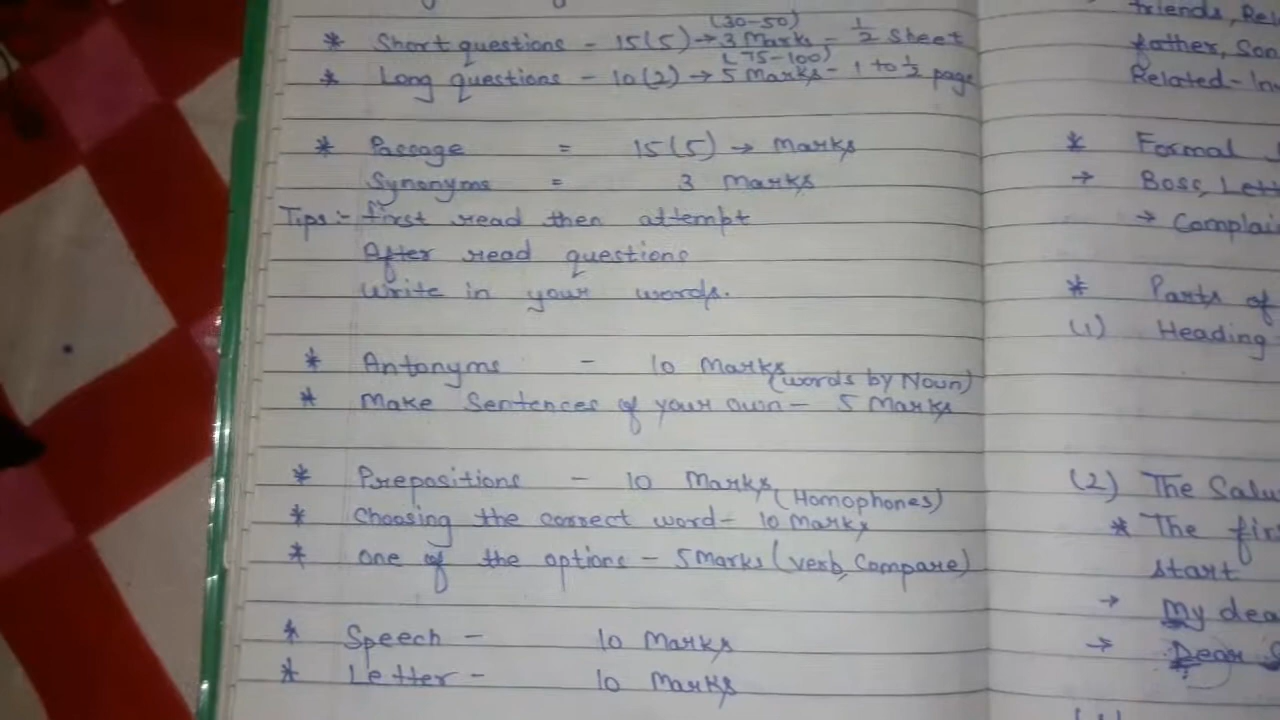 (30-50)
* Short questions - 15(5) → 3 Mark - 1/2 Sheet
(75-100)
* Long questions - 10(2) → 5 Marks - 1 to 1/2 page
* Passage = 15(5) → Marks
Synonyms = 3 Marks
Tips:- first read then attempt
After read questions
write in your words.
* Antonyms - 10 Marks
(words by Noun)
* Make Sentences of your own - 5 Marks
* Prepositions - 10 Marks
(Homophones)
* Choosing the correct word - 10 Marks
* one of the options - 5 Marks (verb, Compare)
* Speech - 10 Marks
* Letter - 10 Marks
friends, Rel
father, Son
Related - In
* Formal
→ Boss, Lett
→ Complai
* Parts of
(1) Heading
(2) The Salu
* The fir
start
→ My dea
→ Dear S